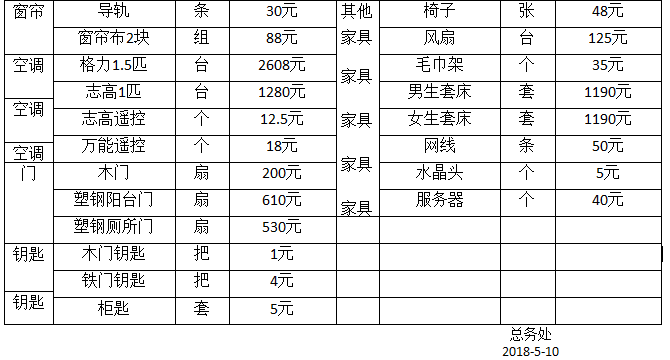 窗帘 导轨 条 30元 其他 椅子 张 48元
窗帘布2块 组 88元 家具 风扇 台 125元
空调 格力1.5匹 台 2608元 家具 毛巾架 个 35元
志高1匹 台 1280元 男生套床 套 1190元
空调 志高遥控 个 12.5元 家具 女生套床 套 1190元
空调 万能遥控 个 18元 家具 网线 条 50元
门 木门 扇 200元 水晶头 个 5元
塑钢阳台门 扇 610元 家具 服务器 个 40元
塑钢厕所门 扇 530元
钥匙 木门钥匙 把 1元
铁门钥匙 把 4元
钥匙 柜匙 套 5元
总务处
2018-5-10